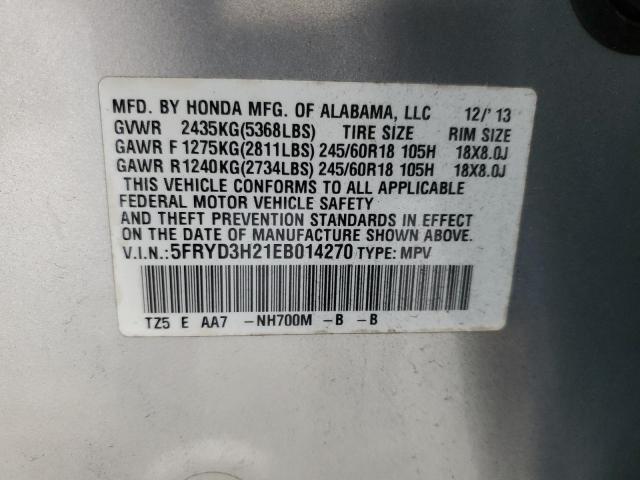 MFD. BY HONDA MFG. OF ALABAMA, LLC 12/'13
GVWR 2435KG(5368LBS) TIRE SIZE RIM SIZE
GAWR F 1275KG(2811LBS) 245/60R18 105H 18X8.0J
GAWR R 1240KG(2734LBS) 245/60R18 105H 18X8.0J
THIS VEHICLE CONFORMS TO ALL APPLICABLE
FEDERAL MOTOR VEHICLE SAFETY
AND THEFT PREVENTION STANDARDS IN EFFECT
ON THE DATE OF MANUFACTURE SHOWN ABOVE.
V.I.N.:5FRYD3H21EB014270 TYPE: MPV
TZ5 E AA7 -NH700M -B -B